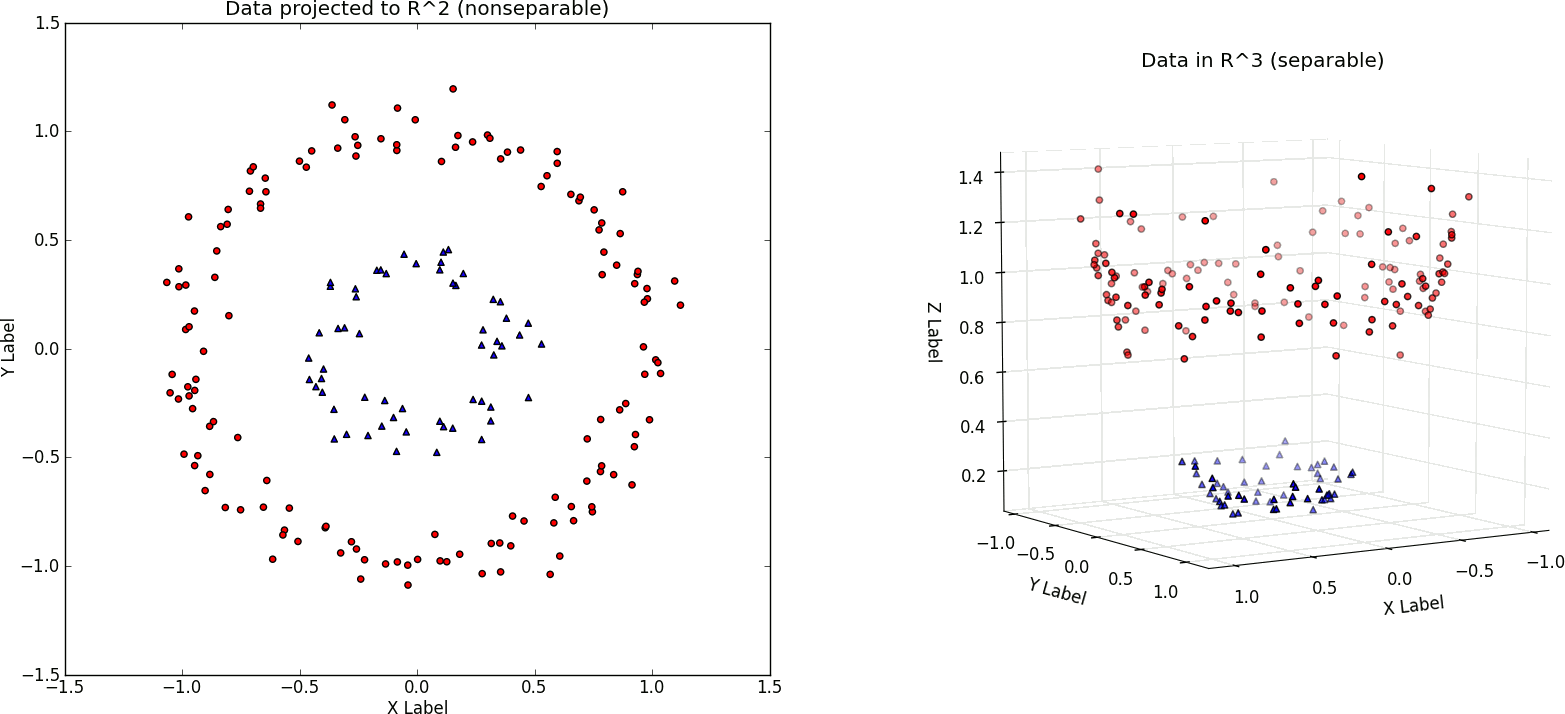 Data projected to R^2 (nonseparable)
1.5
1.0
0.5
0.0
−0.5
−1.0
−1.5
Y Label
−1.5 −1.0 −0.5 0.0 0.5 1.0 1.5
X Label
Data in R^3 (separable)
1.4
1.2
1.0
0.8
0.6
0.4
0.2
Z Label
−1.0 −0.5 0.0 0.5 1.0
Y Label
1.0 0.5 0.0 −0.5 −1.0
X Label